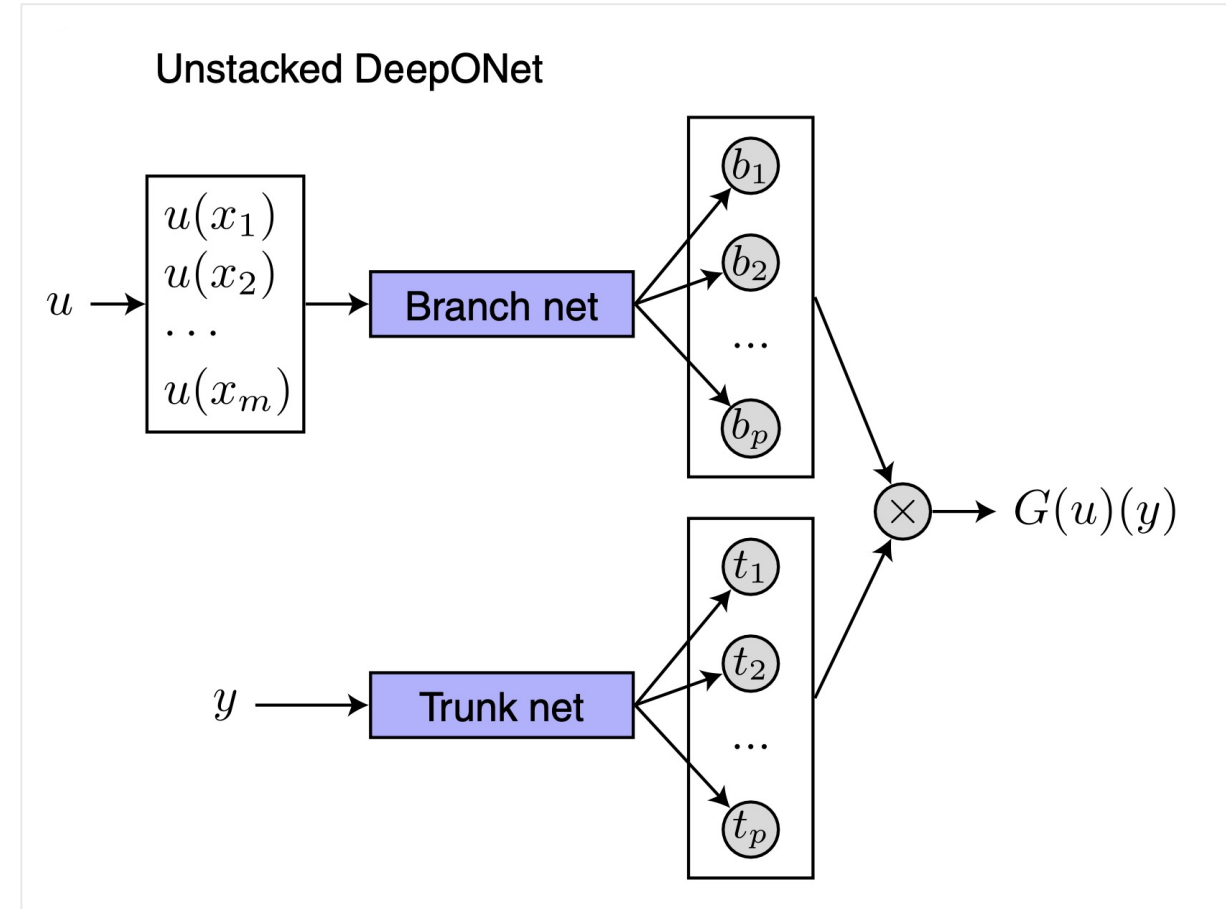 Unstacked DeepONet
u
u(x₁)
u(x₂)
...
u(xₘ)
Branch net
b₁
b₂
...
bₚ
×
G(u)(y)
y
Trunk net
t₁
t₂
...
tₚ